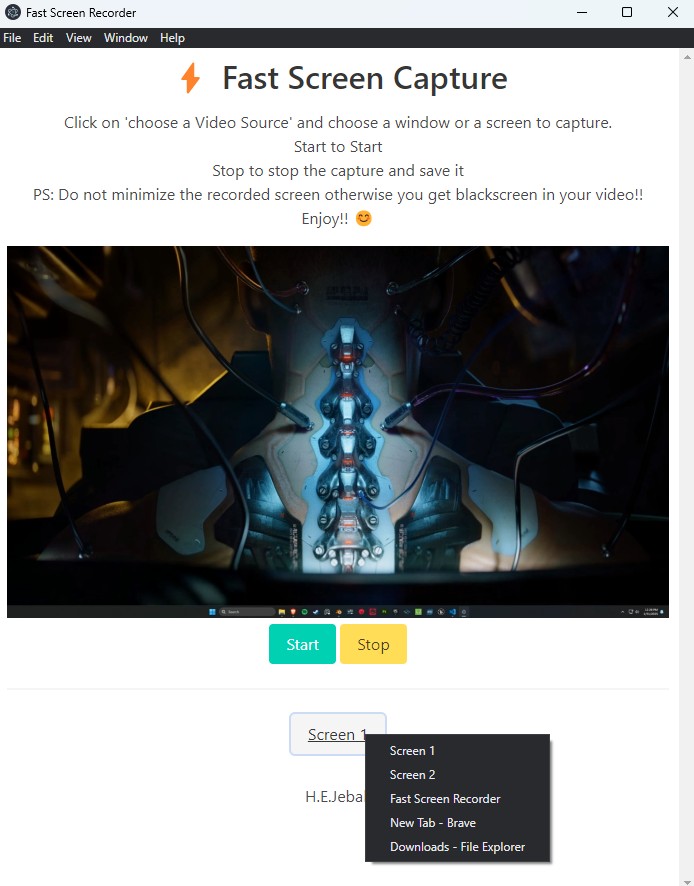 Fast Screen Recorder
File Edit View Window Help
Fast Screen Capture
Click on 'choose a Video Source' and choose a window or a screen to capture.
Start to Start
Stop to stop the capture and save it
PS: Do not minimize the recorded screen otherwise you get blackscreen in your video!!
Enjoy!! 😊
Search
Start Stop
Screen 1
Screen 1
Screen 2
Fast Screen Recorder
New Tab - Brave
Downloads - File Explorer